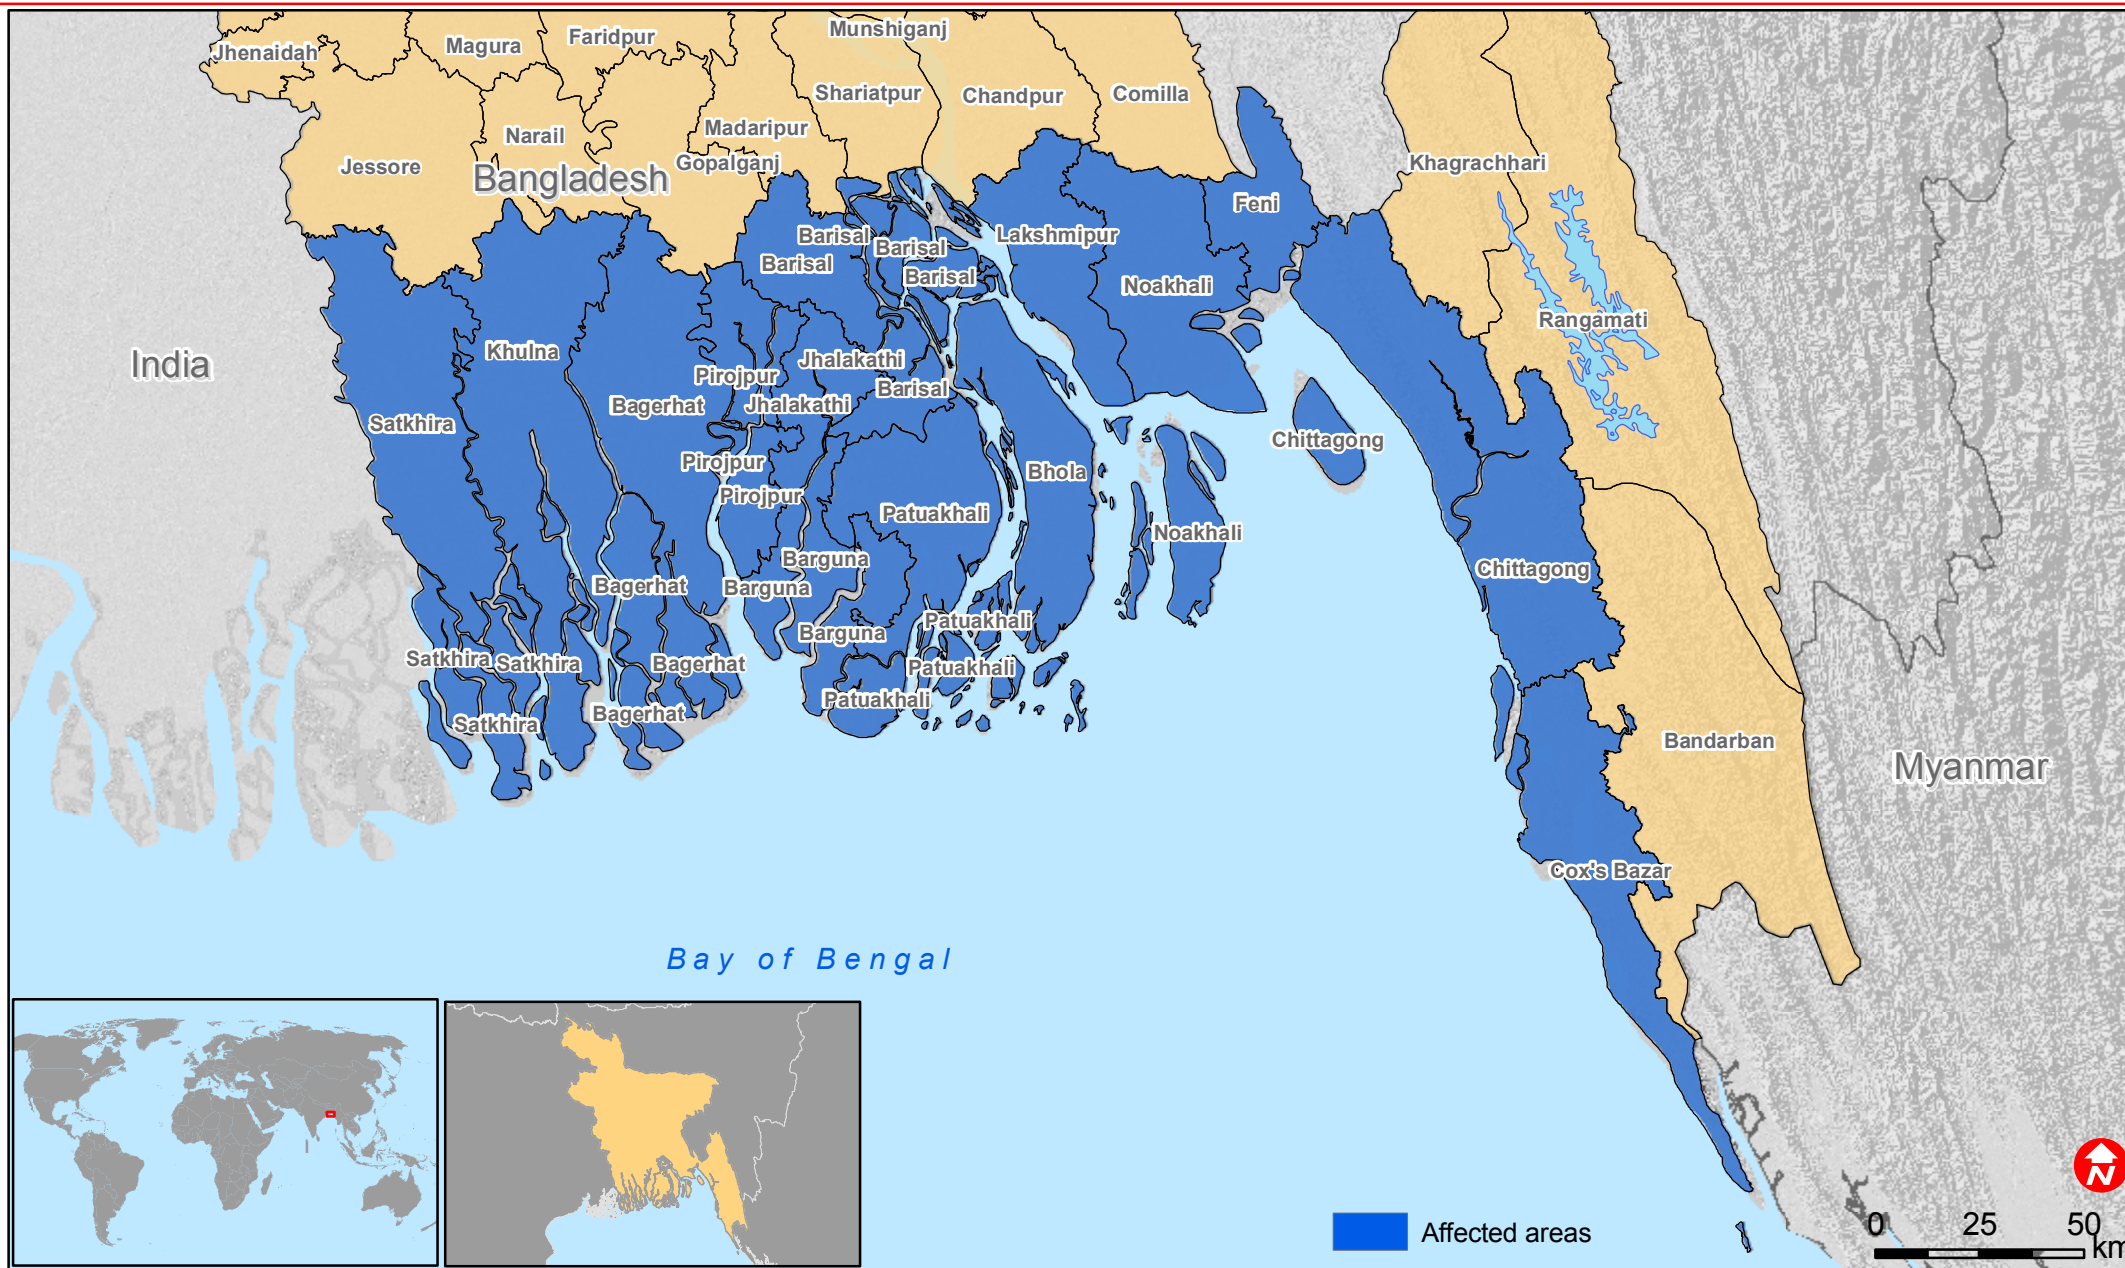 Munshiganj
Faridpur
Magura
Jhenaidah
Shariatpur
Chandpur
Comilla
Madaripur
Narail
Gopalganj
Jessore
Khagrachhari
Bangladesh
Feni
Barisal
Barisal
Lakshmipur
Barisal
Barisal
Noakhali
Rangamati
Khulna
Jhalakathi
India
Pirojpur
Barisal
Bagerhat
Jhalakathi
Satkhira
Chittagong
Pirojpur
Bhola
Pirojpur
Patuakhali
Noakhali
Barguna
Chittagong
Bagerhat
Barguna
Patuakhali
Barguna
Satkhira
Satkhira
Bagerhat
Patuakhali
Patuakhali
Bagerhat
Satkhira
Bandarban
Myanmar
Cox's Bazar
Bay of Bengal
N
Affected areas
0 25 50
km